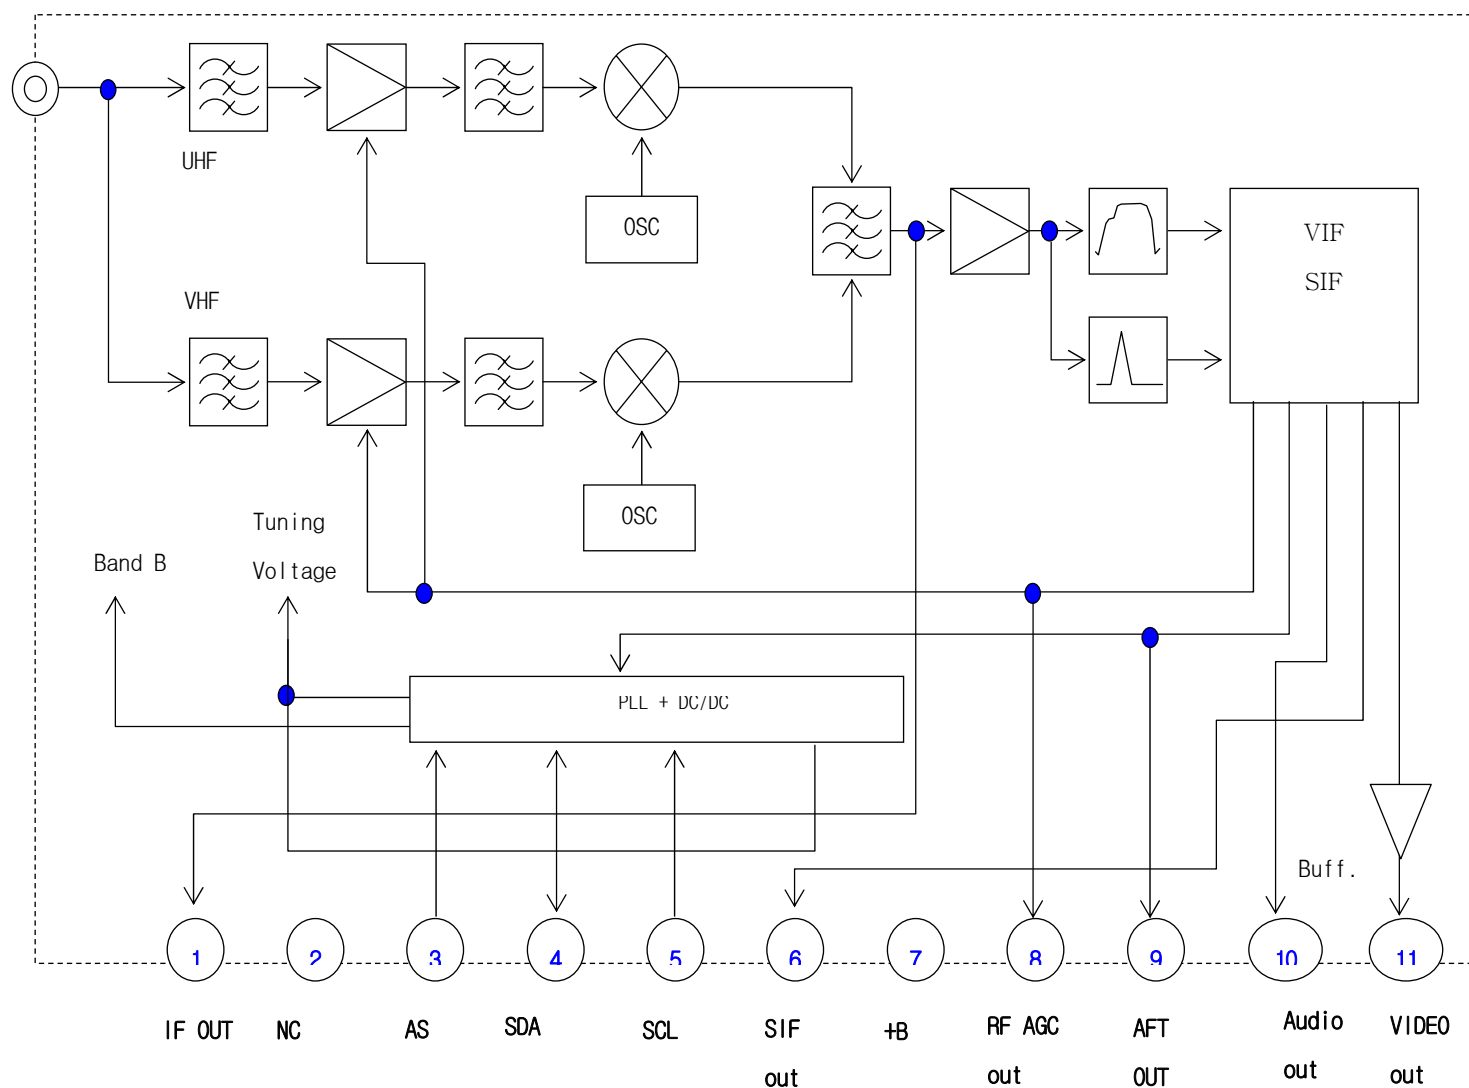 UHF
OSC
VIF
SIF
VHF
OSC
Tuning
Voltage
Band B
PLL + DC/DC
Buff.
1
2
3
4
5
6
7
8
9
10
11
IF OUT
NC
AS
SDA
SCL
SIF
out
+B
RF AGC
out
AFT
OUT
Audio
out
VIDEO
out